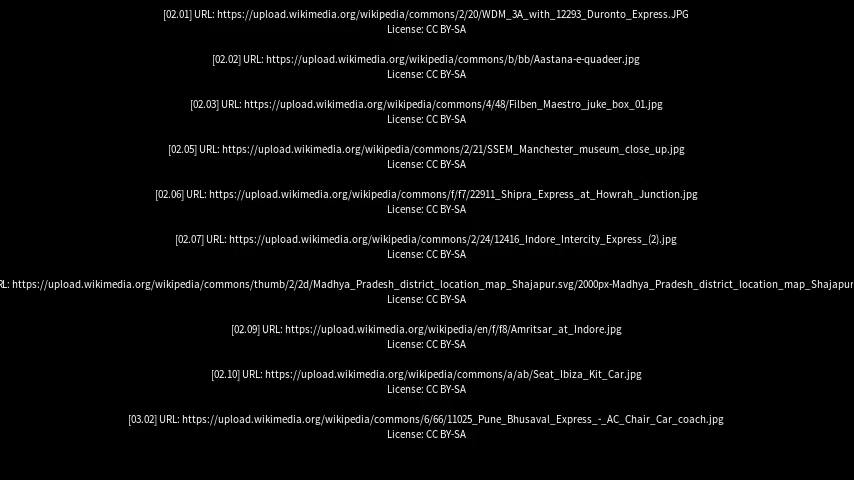 [02.01] URL: https://upload.wikimedia.org/wikipedia/commons/2/20/WDM_3A_with_12293_Duronto_Express.JPG
License: CC BY-SA
[02.02] URL: https://upload.wikimedia.org/wikipedia/commons/b/bb/Aastana-e-quadeer.jpg
License: CC BY-SA
[02.03] URL: https://upload.wikimedia.org/wikipedia/commons/4/48/Filben_Maestro_juke_box_01.jpg
License: CC BY-SA
[02.05] URL: https://upload.wikimedia.org/wikipedia/commons/2/21/SSEM_Manchester_museum_close_up.jpg
License: CC BY-SA
[02.06] URL: https://upload.wikimedia.org/wikipedia/commons/f/f7/22911_Shipra_Express_at_Howrah_Junction.jpg
License: CC BY-SA
[02.07] URL: https://upload.wikimedia.org/wikipedia/commons/2/24/12416_Indore_Intercity_Express_(2).jpg
License: CC BY-SA
RL: https://upload.wikimedia.org/wikipedia/commons/thumb/2/2d/Madhya_Pradesh_district_location_map_Shajapur.svg/2000px-Madhya_Pradesh_district_location_map_Shajapur
License: CC BY-SA
[02.09] URL: https://upload.wikimedia.org/wikipedia/en/f/f8/Amritsar_at_Indore.jpg
License: CC BY-SA
[02.10] URL: https://upload.wikimedia.org/wikipedia/commons/a/ab/Seat_Ibiza_Kit_Car.jpg
License: CC BY-SA
[03.02] URL: https://upload.wikimedia.org/wikipedia/commons/6/66/11025_Pune_Bhusaval_Express_-_AC_Chair_Car_coach.jpg
License: CC BY-SA